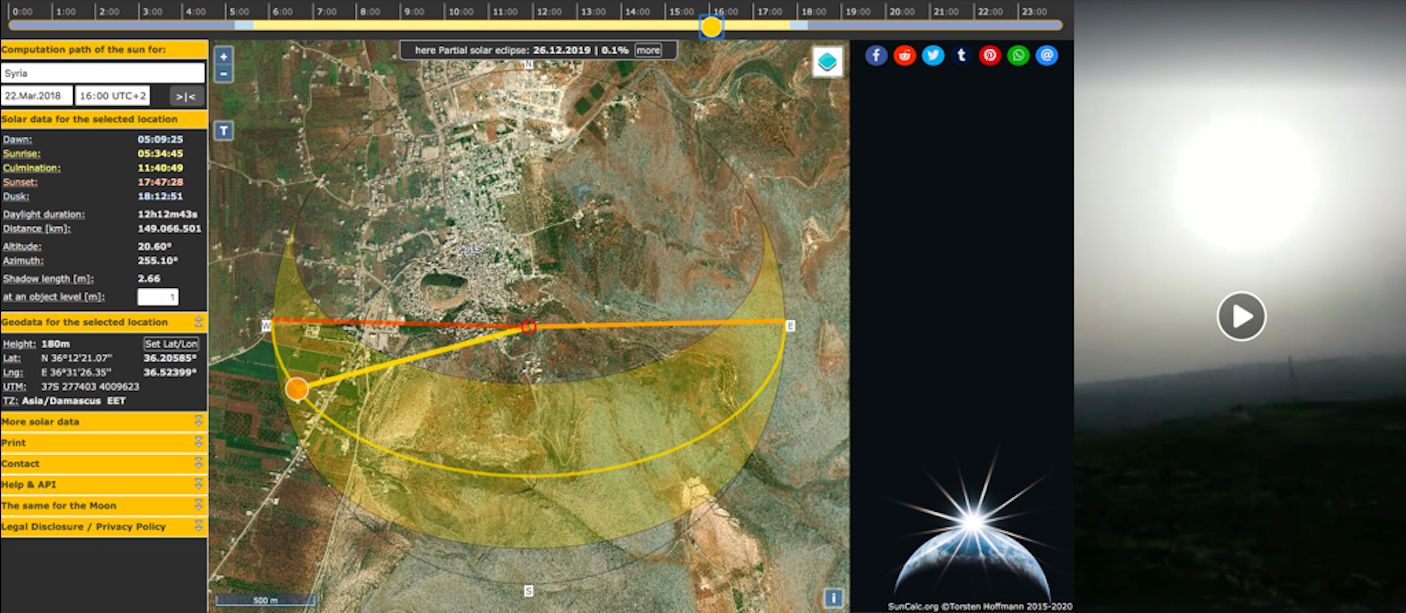 0:00 1:00 2:00 3:00 4:00 5:00 6:00 7:00 8:00 9:00 10:00 11:00 12:00 13:00 14:00 15:00 16:00 17:00 18:00 19:00 20:00 21:00 22:00 23:00
Computation path of the sun for:
Syria
22.Mar.2018 16:00 UTC+2 >|<
Solar data for the selected location
Dawn: 05:09:25
Sunrise: 05:34:45
Culmination: 11:40:49
Sunset: 17:47:28
Dusk: 18:12:51
Daylight duration: 12h12m43s
Distance [km]: 149.066.501
Altitude: 20.60°
Azimuth: 255.10°
Shadow length [m]: 2.66
at an object level [m]: 1
Geodata for the selected location
Height: 180m Set Lat/Lon
Lat: N 36°12'21.07'' 36.20585°
Lng: E 36°31'26.35'' 36.52399°
UTM: 37S 277403 4009623
TZ: Asia/Damascus EET
More solar data
Print
Contact
Help & API
The same for the Moon
Legal Disclosure / Privacy Policy
+
−
T
here Partial solar eclipse: 26.12.2019 | 0.1% more
N
W
E
S
500 m
i
SunCalc.org ©Torsten Hoffmann 2015-2020